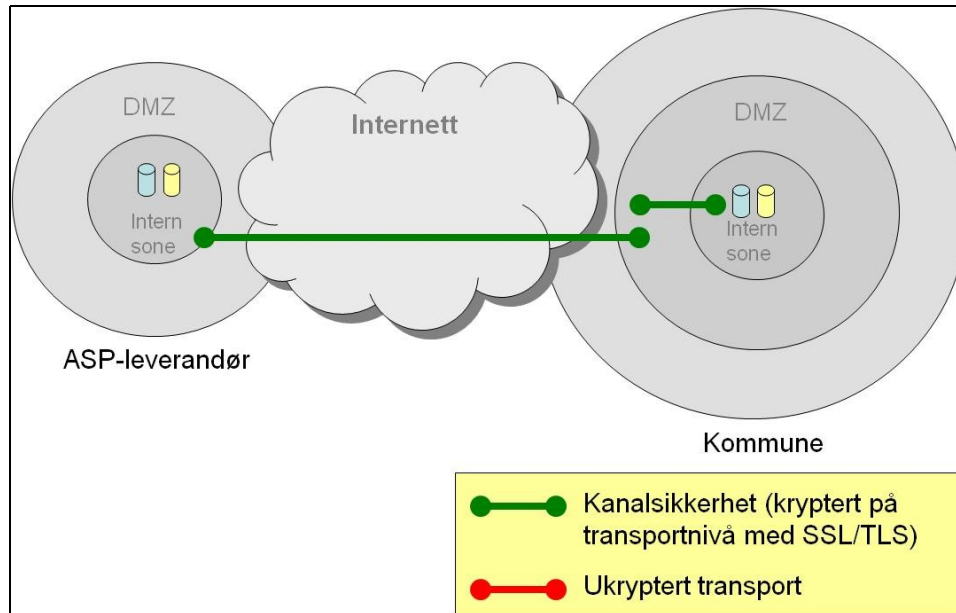 DMZ
Intern
sone
ASP-leverandør
Internett
DMZ
Intern
sone
Kommune
Kanalsikkerhet (kryptert på
transportnivå med SSL/TLS)
Ukryptert transport